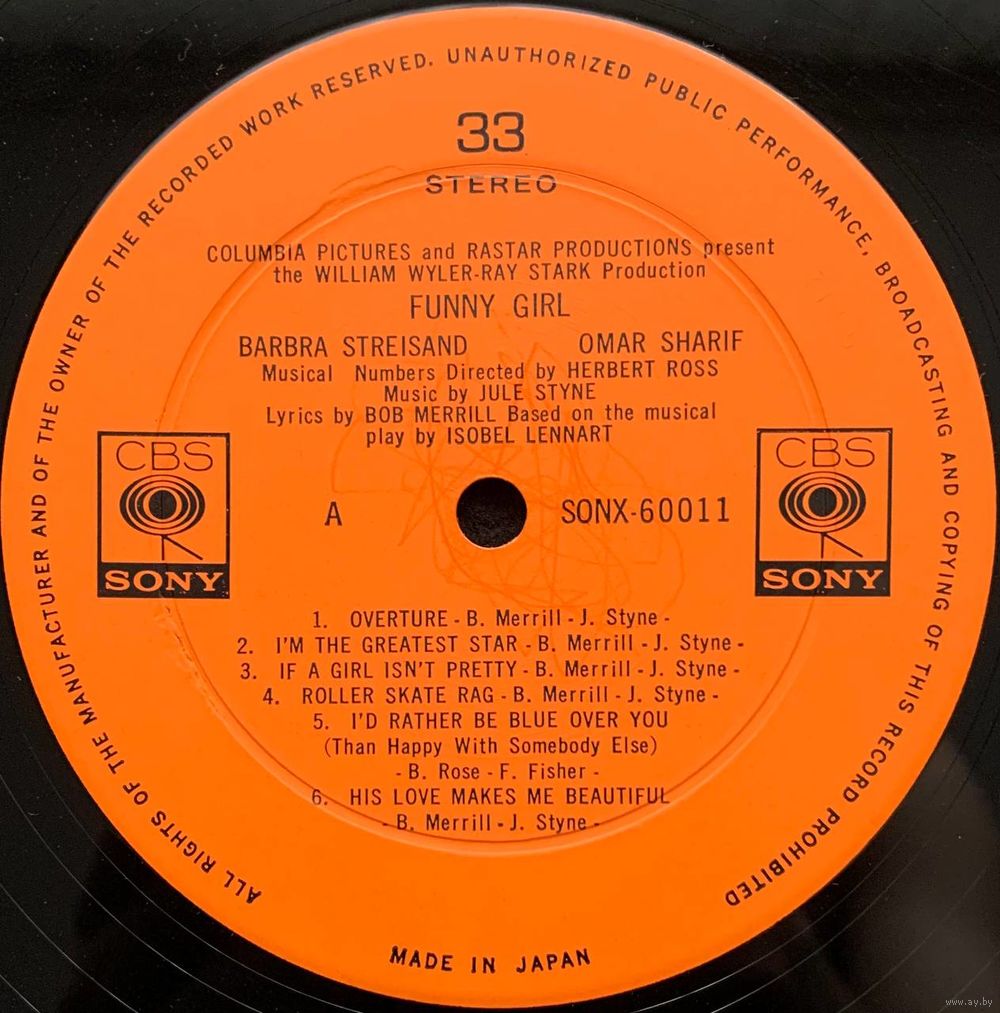 ALL RIGHTS OF THE MANUFACTURER AND OF THE OWNER OF THE RECORDED WORK RESERVED. UNAUTHORIZED PUBLIC PERFORMANCE, BROADCASTING AND COPYING OF THIS RECORD PROHIBITED
33
STEREO
COLUMBIA PICTURES and RASTAR PRODUCTIONS present
the WILLIAM WYLER-RAY STARK Production
FUNNY GIRL
BARBRA STREISAND OMAR SHARIF
Musical Numbers Directed by HERBERT ROSS
Music by JULE STYNE
Lyrics by BOB MERRILL Based on the musical
play by ISOBEL LENNART
CBS
SONY
A
SONX-60011
CBS
SONY
1. OVERTURE - B. Merrill - J. Styne -
2. I'M THE GREATEST STAR - B. Merrill - J. Styne -
3. IF A GIRL ISN'T PRETTY - B. Merrill - J. Styne -
4. ROLLER SKATE RAG - B. Merrill - J. Styne -
5. I'D RATHER BE BLUE OVER YOU
(Than Happy With Somebody Else)
- B. Rose - F. Fisher -
6. HIS LOVE MAKES ME BEAUTIFUL
- B. Merrill - J. Styne -
MADE IN JAPAN
www.ay.by